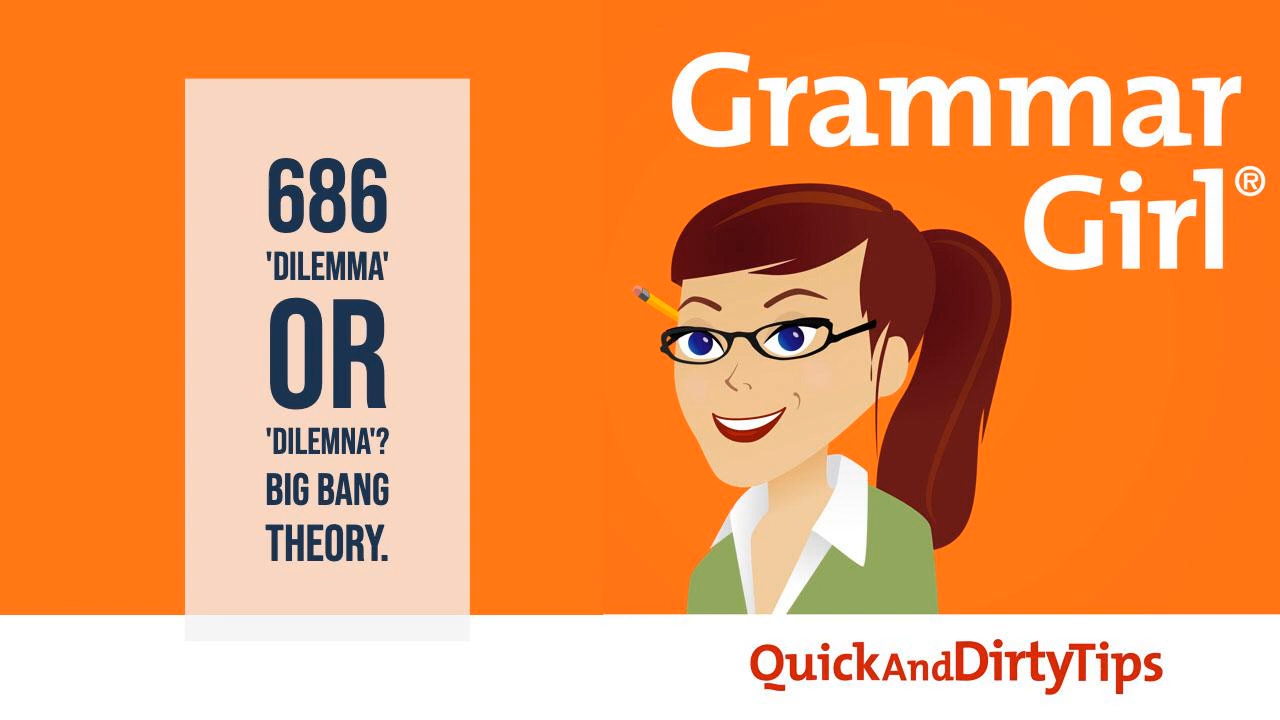 686
'DILEMMA'
OR
'DILEMNA'?
BIG BANG
THEORY.
Grammar
Girl®
QuickAndDirtyTips